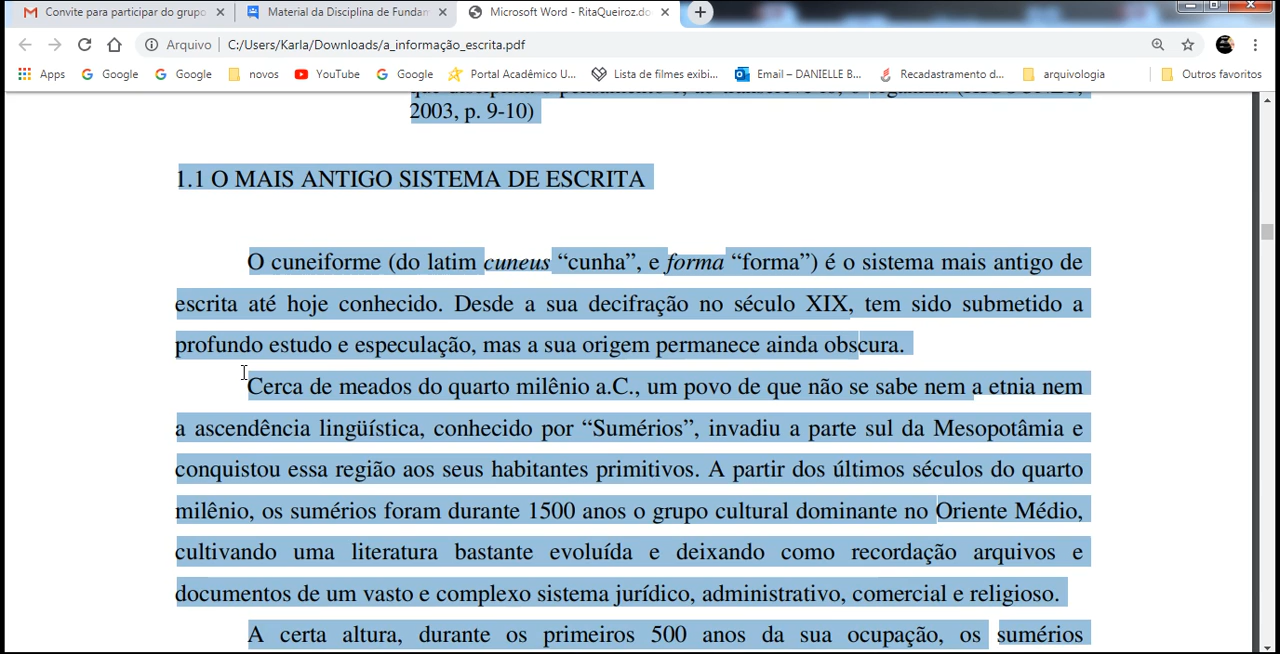 Convite para participar do grupo
Material da Disciplina de Fundam
Microsoft Word - RitaQueiroz.do
Arquivo
C:/Users/Karla/Downloads/a_informação_escrita.pdf
Apps
Google
Google
novos
YouTube
Google
Portal Acadêmico U...
Lista de filmes exibi...
Email – DANIELLE B...
Recadastramento d...
arquivologia
Outros favoritos
2003, p. 9-10)
1.1 O MAIS ANTIGO SISTEMA DE ESCRITA
O cuneiforme (do latim cuneus “cunha”, e forma “forma”) é o sistema mais antigo de
escrita até hoje conhecido. Desde a sua decifração no século XIX, tem sido submetido a
profundo estudo e especulação, mas a sua origem permanece ainda obscura.
Cerca de meados do quarto milênio a.C., um povo de que não se sabe nem a etnia nem
a ascendência lingüística, conhecido por “Sumérios”, invadiu a parte sul da Mesopotâmia e
conquistou essa região aos seus habitantes primitivos. A partir dos últimos séculos do quarto
milênio, os sumérios foram durante 1500 anos o grupo cultural dominante no Oriente Médio,
cultivando uma literatura bastante evoluída e deixando como recordação arquivos e
documentos de um vasto e complexo sistema jurídico, administrativo, comercial e religioso.
A certa altura, durante os primeiros 500 anos da sua ocupação, os sumérios